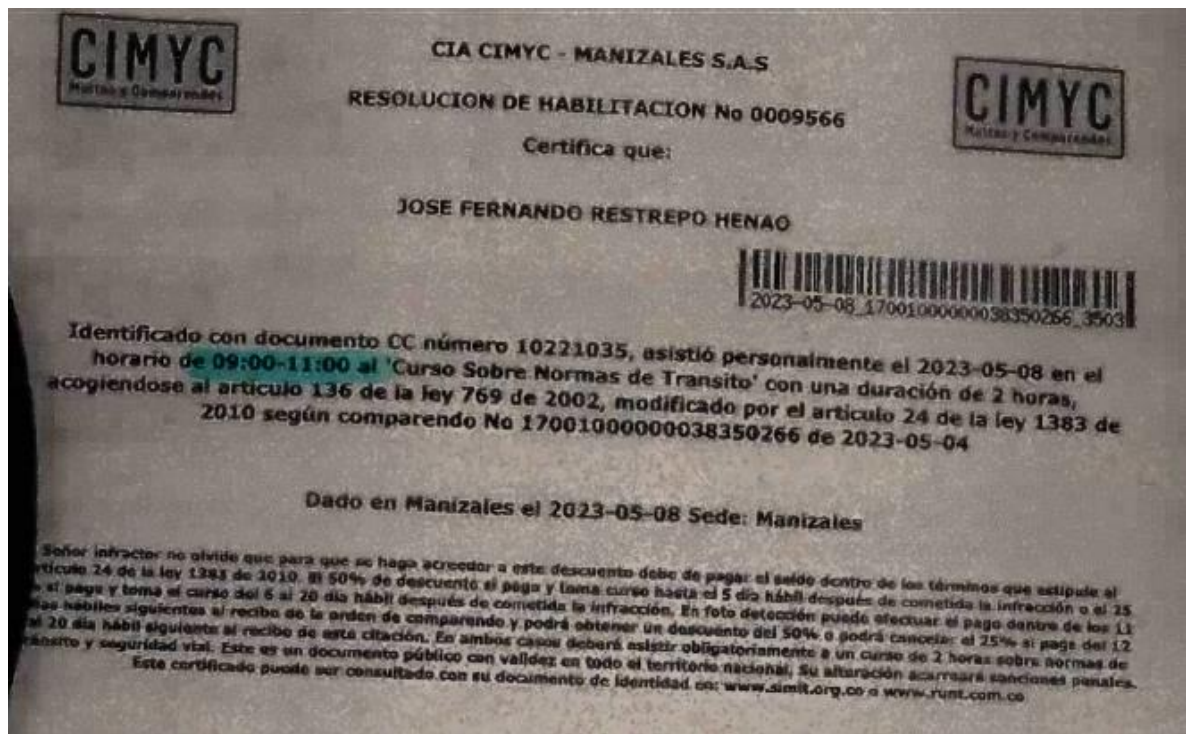 CIMYC
Multas y Comparendos
CIA CIMYC - MANIZALES S.A.S
RESOLUCION DE HABILITACION No 0009566
Certifica que:
CIMYC
Multas y Comparendos
JOSE FERNANDO RESTREPO HENAO
2023-05-08_17001000000038350266_3503
Identificado con documento CC número 10221035, asistió personalmente el 2023-05-08 en el
horario de 09:00-11:00 al 'Curso Sobre Normas de Transito' con una duración de 2 horas,
acogiendose al articulo 136 de la ley 769 de 2002, modificado por el articulo 24 de la ley 1383 de
2010 según comparendo No 17001000000038350266 de 2023-05-04
Dado en Manizales el 2023-05-08 Sede: Manizales
Señor infractor no olvide que para que se haga acreedor a este descuento debe de pagar el saldo dentro de los términos que estipule el
rticulo 24 de la ley 1383 de 2010. El 50% de descuento si paga y toma curso hasta el 5 día hábil después de cometida la infracción o el 25
% si paga y toma el curso del 6 al 20 día hábil después de cometida la infracción. En foto detección puede efectuar el pago dentro de los 11
ías hábiles siguientes al recibo de la orden de comparendo y podrá obtener un descuento del 50% o podrá cancelar el 25% si paga del 12
al 20 día hábil siguiente al recibo de esta citación. En ambos casos deberá asistir obligatoriamente a un curso de 2 horas sobre normas de
ránsito y seguridad vial. Este es un documento público con validez en todo el territorio nacional. Su alteración acarreará sanciones penales.
Este certificado puede ser consultado con su documento de identidad en: www.simit.org.co o www.runt.com.co